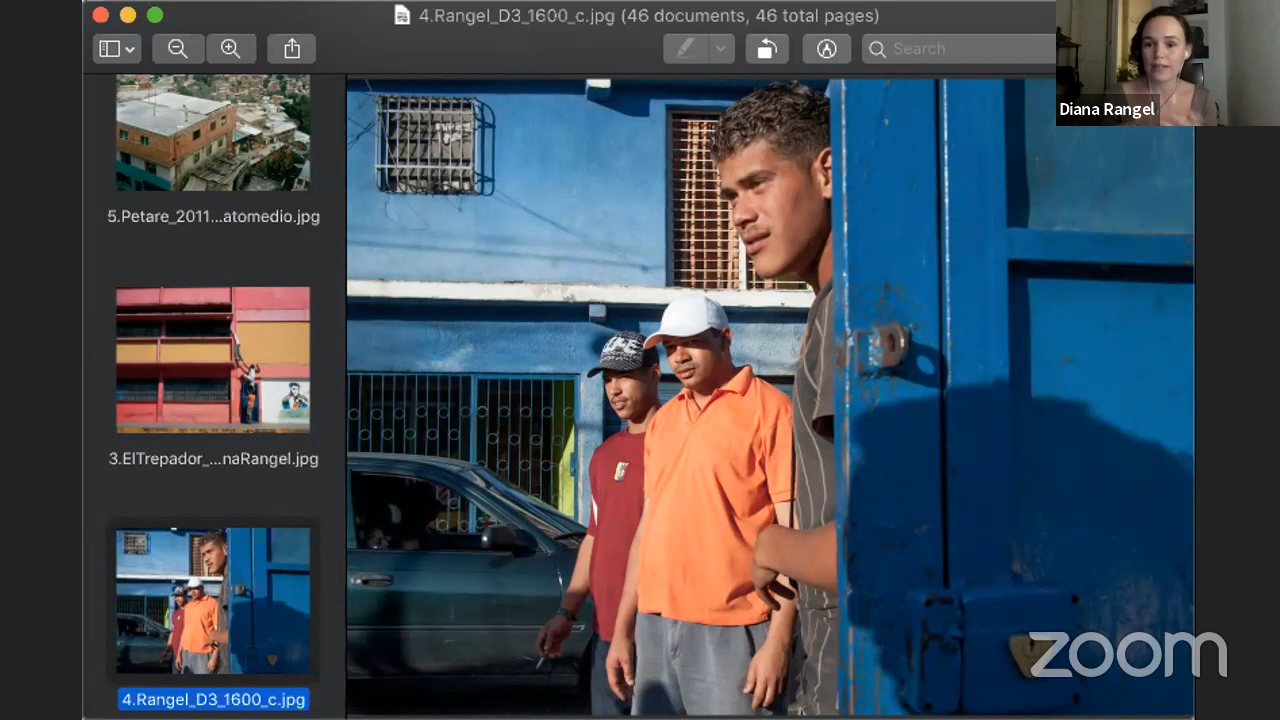 4.Rangel_D3_1600_c.jpg (46 documents, 46 total pages)
Search
Diana Rangel
5.Petare_2011...atomedio.jpg
3.ElTrepador_...naRangel.jpg
4.Rangel_D3_1600_c.jpg
zoom